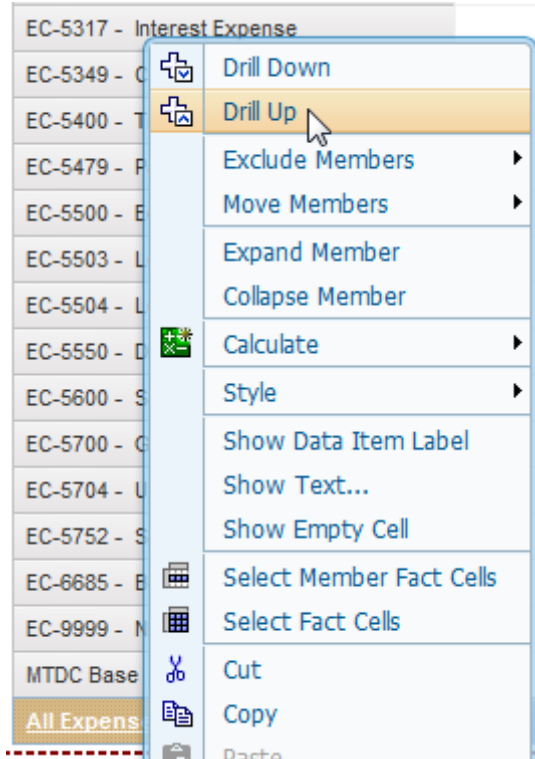 EC-5317 - Interest Expense
EC-5349 -
Drill Down
EC-5400 -
Drill Up
EC-5479 -
Exclude Members
EC-5500 -
Move Members
EC-5503 -
Expand Member
EC-5504 -
Collapse Member
EC-5550 -
Calculate
EC-5600 -
Style
EC-5700 -
Show Data Item Label
EC-5704 -
Show Text...
EC-5752 -
Show Empty Cell
EC-6685 -
Select Member Fact Cells
EC-9999 -
Select Fact Cells
MTDC Base
Cut
All Expens
Copy
Paste